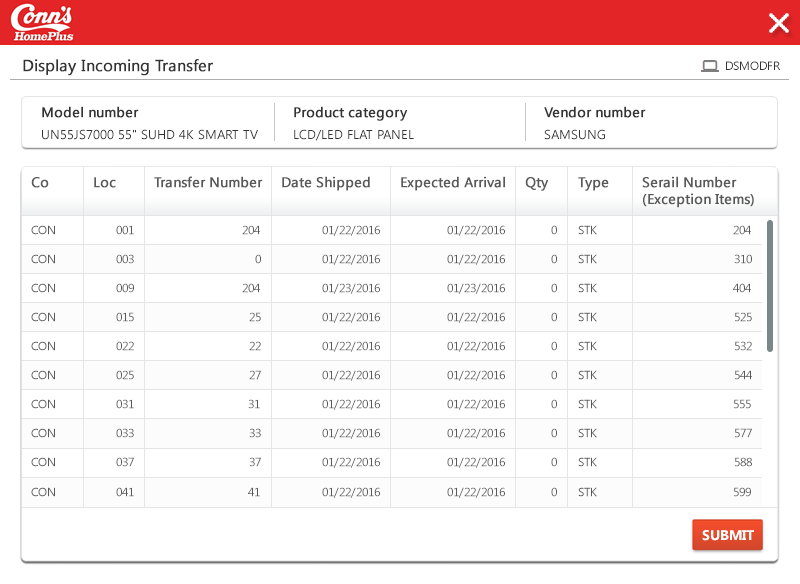 Conn's
HomePlus
Display Incoming Transfer
DSMODFR
Model number Product category Vendor number
UN55JS7000 55" SUHD 4K SMART TV LCD/LED FLAT PANEL SAMSUNG
Co Loc Transfer Number Date Shipped Expected Arrival Qty Type Serail Number
(Exception Items)
CON 001 204 01/22/2016 01/22/2016 0 STK 204
CON 003 0 01/22/2016 01/22/2016 0 STK 310
CON 009 204 01/23/2016 01/23/2016 0 STK 404
CON 015 25 01/22/2016 01/22/2016 0 STK 525
CON 022 22 01/22/2016 01/22/2016 0 STK 532
CON 025 27 01/22/2016 01/22/2016 0 STK 544
CON 031 31 01/22/2016 01/22/2016 0 STK 555
CON 033 33 01/22/2016 01/22/2016 0 STK 577
CON 037 37 01/22/2016 01/22/2016 0 STK 588
CON 041 41 01/22/2016 01/22/2016 0 STK 599
SUBMIT